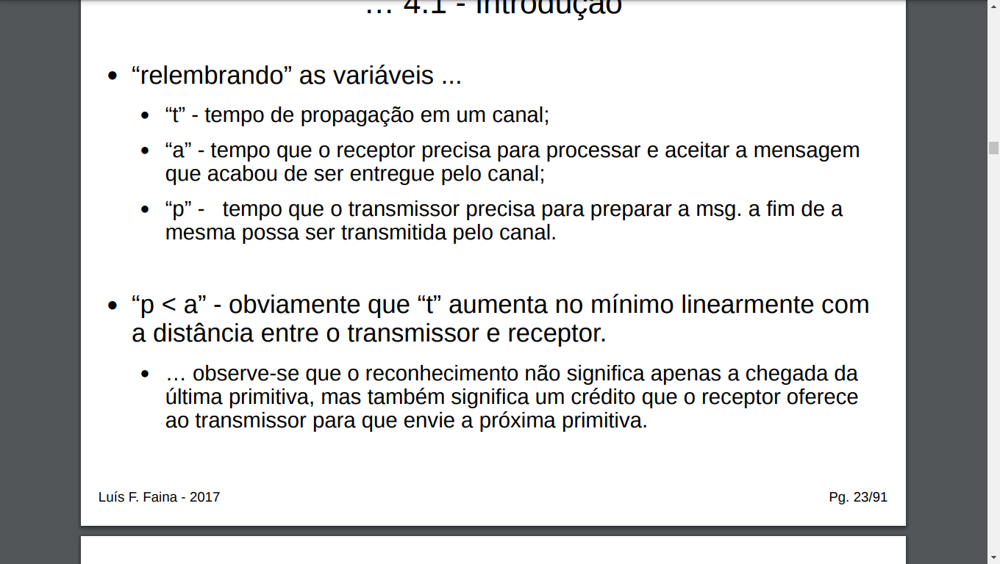 … 4.1 - Introdução
“relembrando” as variáveis ...
“t” - tempo de propagação em um canal;
“a” - tempo que o receptor precisa para processar e aceitar a mensagem
que acabou de ser entregue pelo canal;
“p” - tempo que o transmissor precisa para preparar a msg. a fim de a
mesma possa ser transmitida pelo canal.
“p < a” - obviamente que “t” aumenta no mínimo linearmente com
a distância entre o transmissor e receptor.
… observe-se que o reconhecimento não significa apenas a chegada da
última primitiva, mas também significa um crédito que o receptor oferece
ao transmissor para que envie a próxima primitiva.
Luís F. Faina - 2017
Pg. 23/91